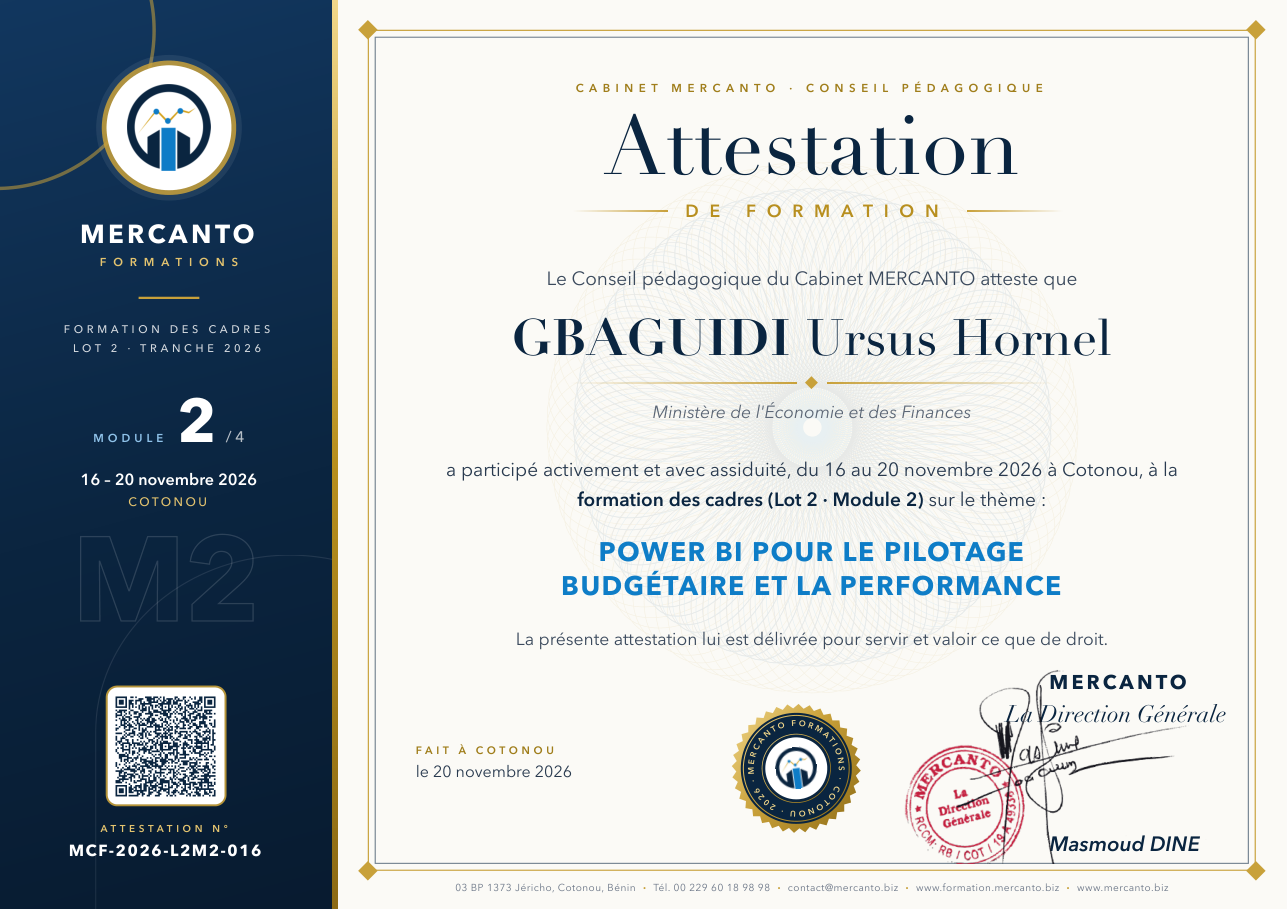 MERCANTO
FORMATIONS
FORMATION DES CADRES
LOT 2 · TRANCHE 2026
MODULE 2 / 4
16 – 20 novembre 2026
COTONOU
M2
ATTESTATION N°
MCF-2026-L2M2-016
CABINET MERCANTO · CONSEIL PÉDAGOGIQUE
Attestation
DE FORMATION
Le Conseil pédagogique du Cabinet MERCANTO atteste que
GBAGUIDI Ursus Hornel
Ministère de l'Économie et des Finances
a participé activement et avec assiduité, du 16 au 20 novembre 2026 à Cotonou, à la
formation des cadres (Lot 2 · Module 2) sur le thème :
POWER BI POUR LE PILOTAGE
BUDGÉTAIRE ET LA PERFORMANCE
La présente attestation lui est délivrée pour servir et valoir ce que de droit.
FAIT À COTONOU
le 20 novembre 2026
MERCANTO FORMATIONS · COTONOU · 2026 ·
MERCANTO
La Direction Générale
★ MERCANTO ★
La
Direction
Générale
RCCM: RB / COT / 19 A 49339
Masmoud DINE
03 BP 1373 Jéricho, Cotonou, Bénin · Tél. 00 229 60 18 98 98 · contact@mercanto.biz · www.formation.mercanto.biz · www.mercanto.biz